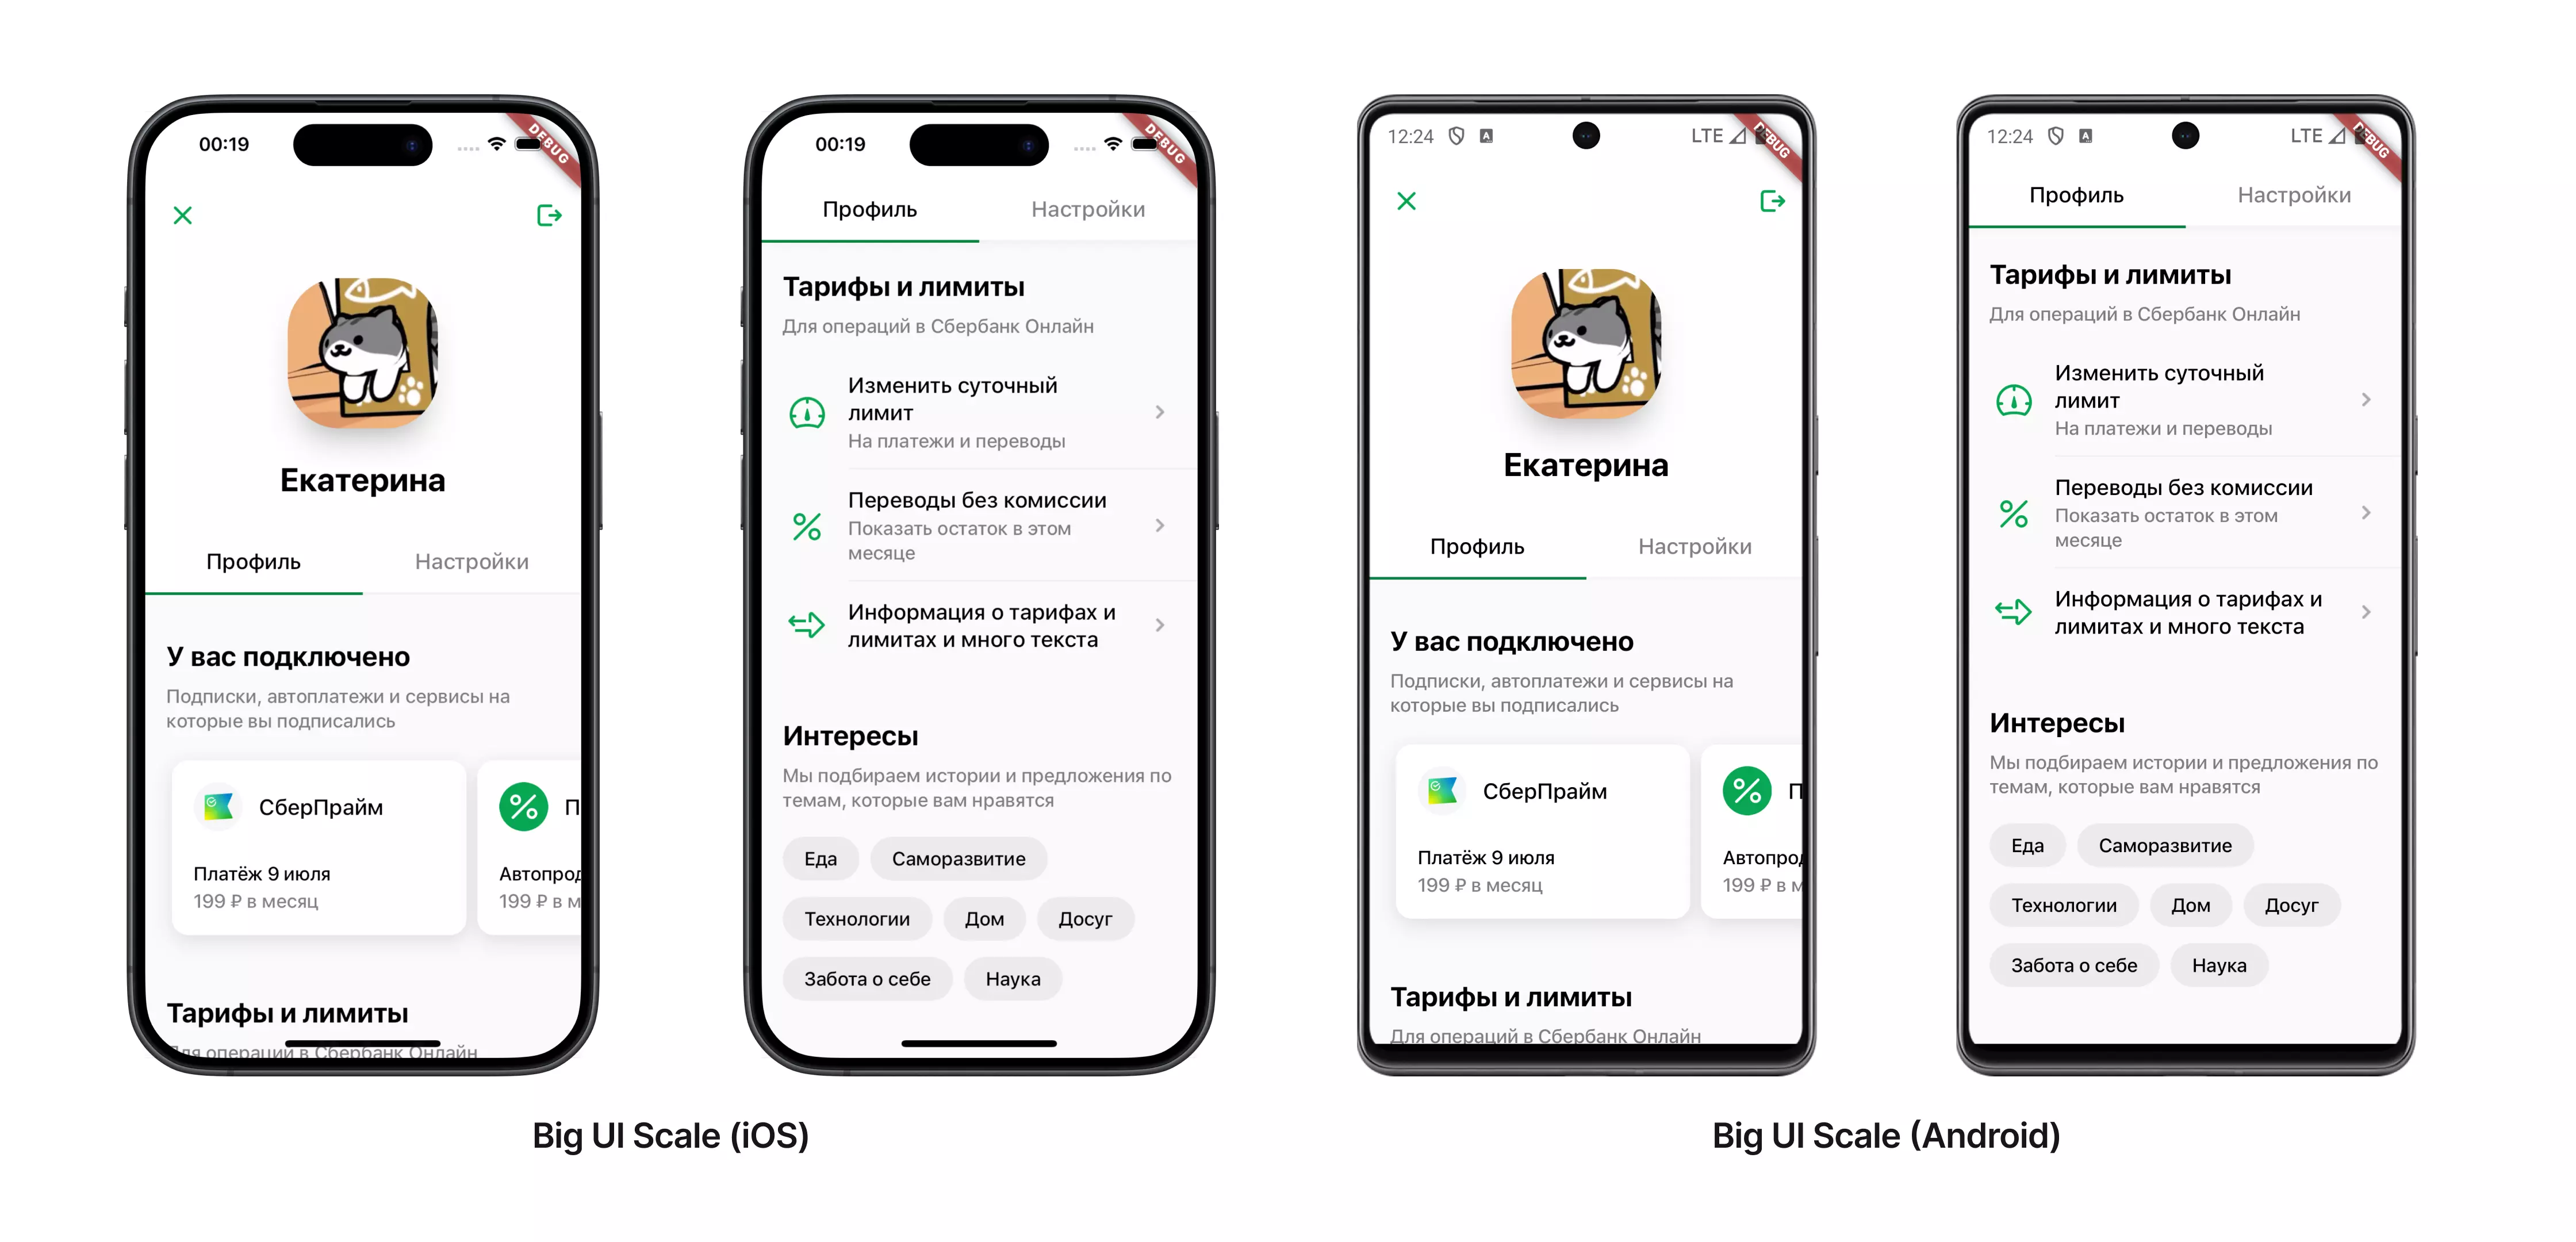 00:19
DEBUG
Екатерина
Профиль
Настройки
У вас подключено
Подписки, автоплатежи и сервисы на
которые вы подписались
СберПрайм
П
Платёж 9 июля
Автопрод
199 ₽ в месяц
199 ₽ в м
Тарифы и лимиты
Для операций в Сбербанк Онлайн
00:19
DEBUG
Профиль
Настройки
Тарифы и лимиты
Для операций в Сбербанк Онлайн
Изменить суточный
лимит
На платежи и переводы
Переводы без комиссии
Показать остаток в этом
месяце
Информация о тарифах и
лимитах и много текста
Интересы
Мы подбираем истории и предложения по
темам, которые вам нравятся
Еда
Саморазвитие
Технологии
Дом
Досуг
Забота о себе
Наука
Big UI Scale (iOS)
12:24
A
LTE
DEBUG
Екатерина
Профиль
Настройки
У вас подключено
Подписки, автоплатежи и сервисы на
которые вы подписались
СберПрайм
П
Платёж 9 июля
Автопрод
199 ₽ в месяц
199 ₽ в м
Тарифы и лимиты
Для операций в Сбербанк Онлайн
12:24
A
LTE
DEBUG
Профиль
Настройки
Тарифы и лимиты
Для операций в Сбербанк Онлайн
Изменить суточный
лимит
На платежи и переводы
Переводы без комиссии
Показать остаток в этом
месяце
Информация о тарифах и
лимитах и много текста
Интересы
Мы подбираем истории и предложения по
темам, которые вам нравятся
Еда
Саморазвитие
Технологии
Дом
Досуг
Забота о себе
Наука
Big UI Scale (Android)